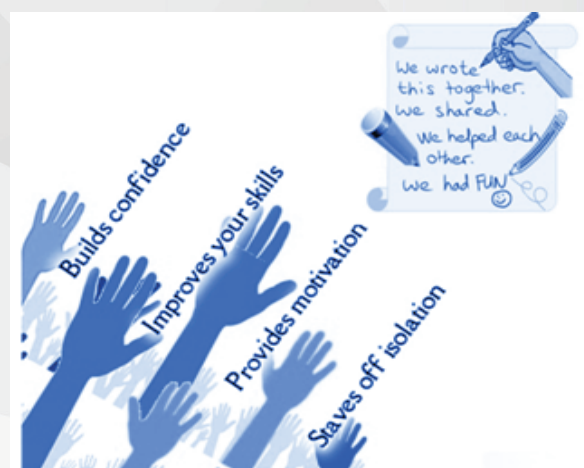 We wrote
this together.
we shared.
We helped each
other.
we had FUN
Builds confidence
Improves your skills
Provides motivation
Staves off isolation